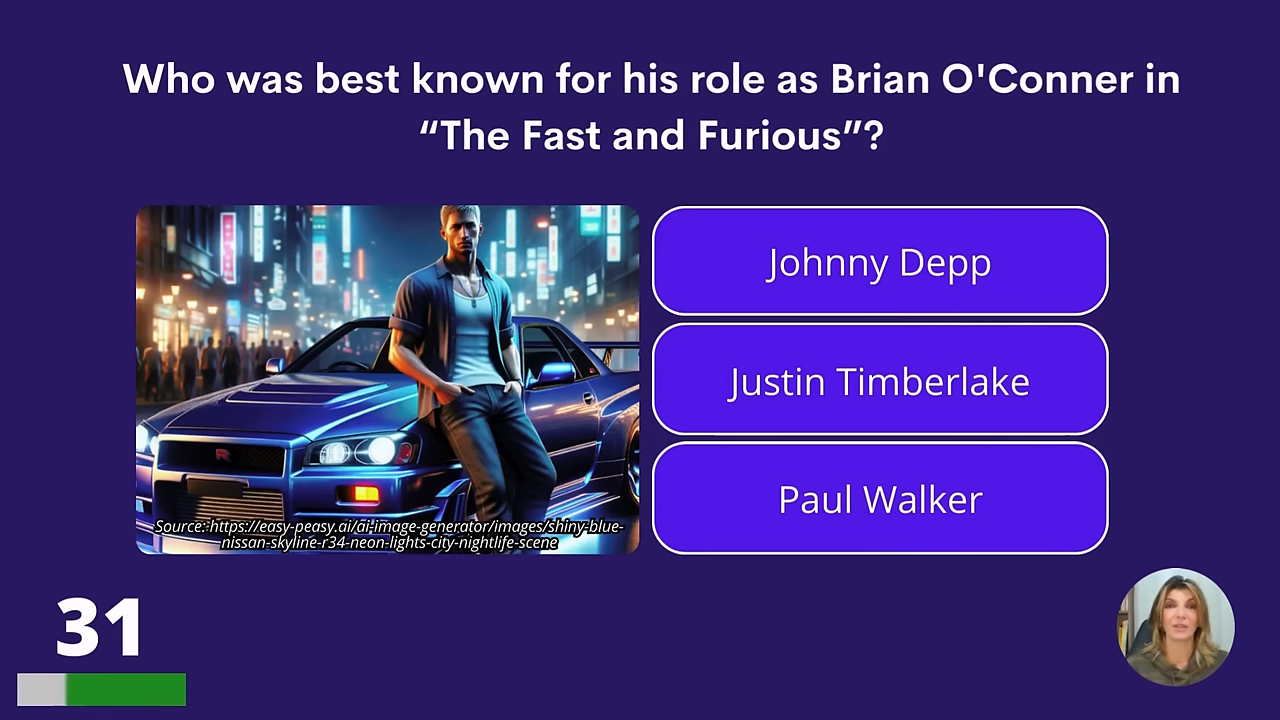 Who was best known for his role as Brian O'Conner in
“The Fast and Furious”?
Johnny Depp
Justin Timberlake
Paul Walker
R
Source: https://easy-peasy.ai/ai-image-generator/images/shiny-blue-
nissan-skyline-r34-neon-lights-city-nightlife-scene
31